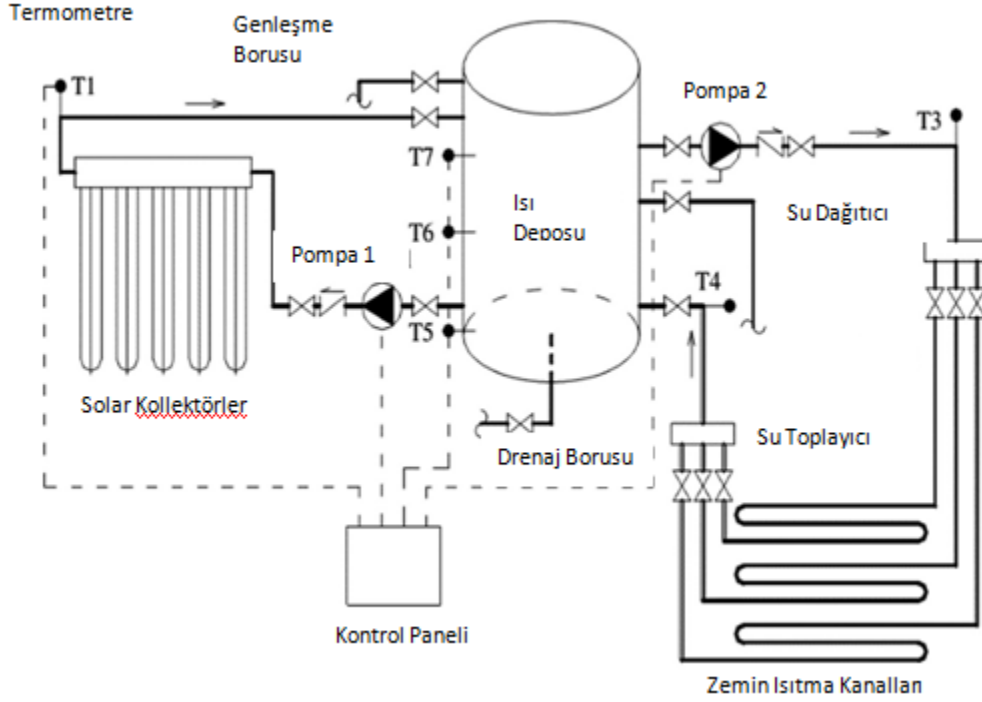 Termometre
Genleşme
Borusu
T1
Pompa 2
T3
T7
Isı
Deposu
Su Dağıtıcı
T6
Pompa 1
T4
T5
Solar Kollektörler
Su Toplayıcı
Drenaj Borusu
Kontrol Paneli
Zemin Isıtma Kanalları